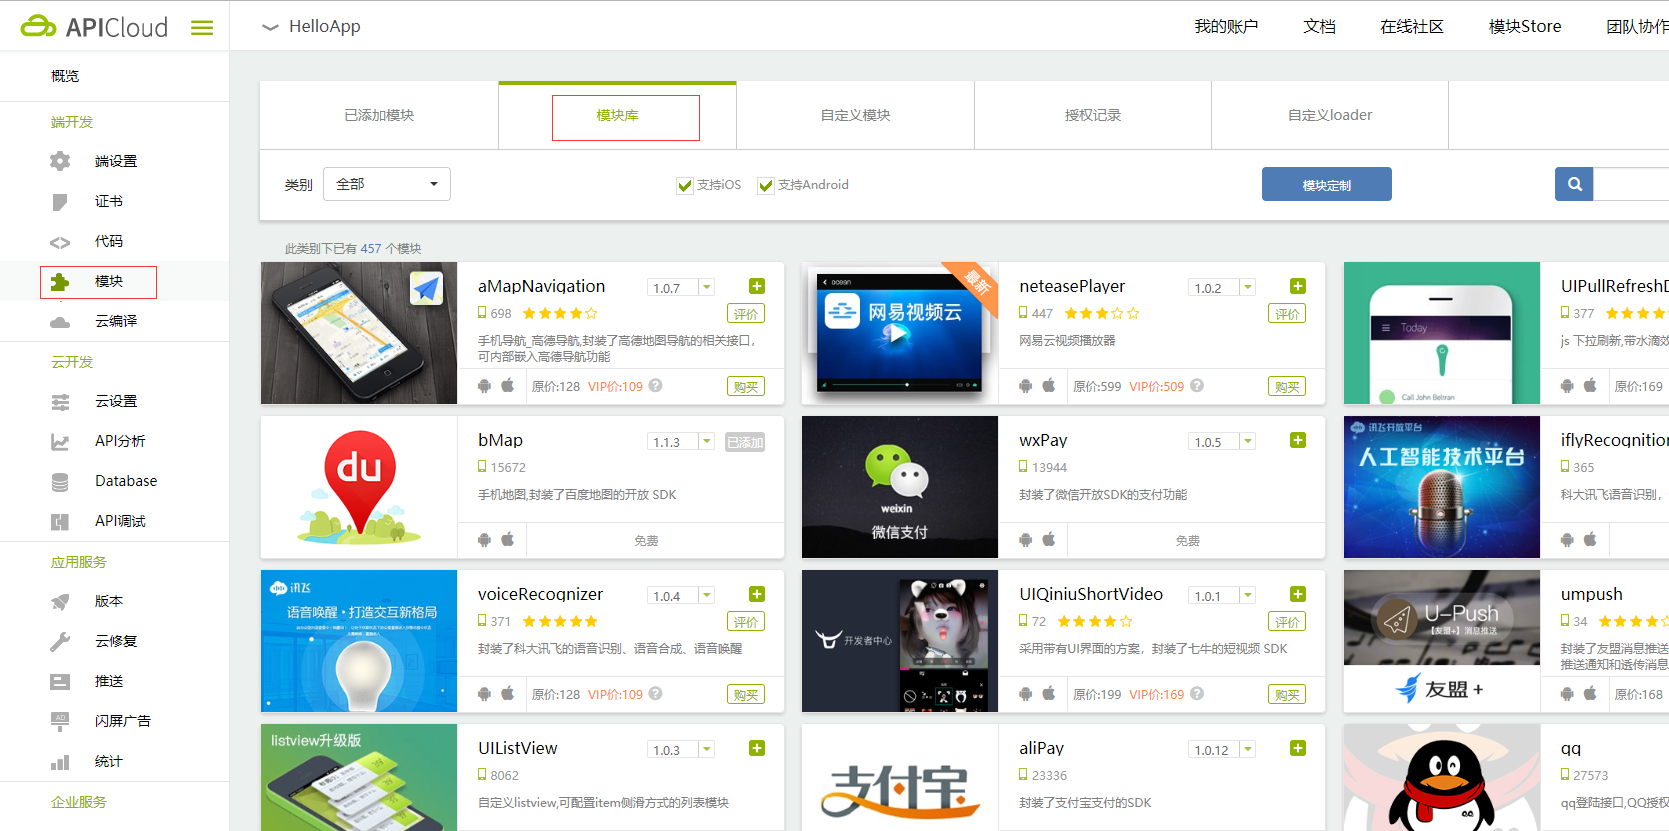 APICloud
HelloApp
我的账户
文档
在线社区
模块Store
团队协作
概览
端开发
端设置
证书
代码
模块
云编译
云开发
云设置
API分析
Database
API调试
应用服务
版本
云修复
推送
闪屏广告
统计
企业服务
已添加模块
模块库
自定义模块
授权记录
自定义loader
类别
全部
支持iOS
支持Android
模块定制
此类别下已有 457 个模块
aMapNavigation
1.0.7
698
评价
手机导航_高德导航,封装了高德地图导航的相关接口，
可内部嵌入高德导航功能
原价:128 VIP价:109
购买
ocean
网易视频云
最新
neteasePlayer
1.0.2
447
评价
网易云视频播放器
原价:599 VIP价:509
购买
Today
Call John Beltran
UIPullRefreshD
377
js 下拉刷新,带水滴效
原价:169
du
bMap
1.1.3
已添加
15672
手机地图,封装了百度地图的开放 SDK
免费
weixin
微信支付
wxPay
1.0.5
13944
封装了微信开放SDK的支付功能
免费
讯飞开放平台
人工智能技术平台
iflyRecognition
365
科大讯飞语音识别，
讯飞
语音唤醒·打造交互新格局
voiceRecognizer
1.0.4
371
评价
封装了科大讯飞的语音识别、语音合成、语音唤醒
原价:128 VIP价:109
购买
开发者中心
UIQiniuShortVideo
1.0.1
72
评价
采用带有UI界面的方案，封装了七牛的短视频 SDK
原价:199 VIP价:169
购买
U-Push
【友盟+】消息推送
友盟+
umpush
34
封装了友盟消息推送
推送通知和透传消息
原价:168
listview升级版
UIListView
1.0.3
8062
自定义listview,可配置item侧滑方式的列表模块
支付宝
aliPay
1.0.12
23336
封装了支付宝支付的SDK
qq
27573
qq登陆接口,QQ授权